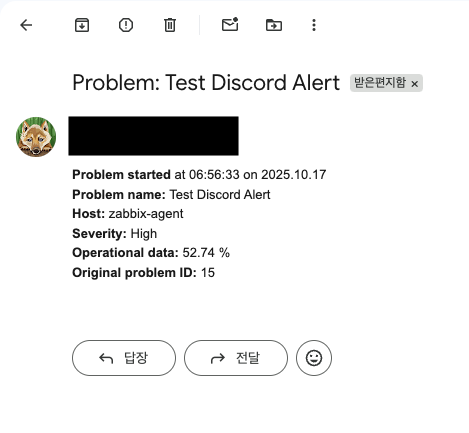 Problem: Test Discord Alert 받은편지함 ×
Problem started at 06:56:33 on 2025.10.17
Problem name: Test Discord Alert
Host: zabbix-agent
Severity: High
Operational data: 52.74 %
Original problem ID: 15
답장 전달